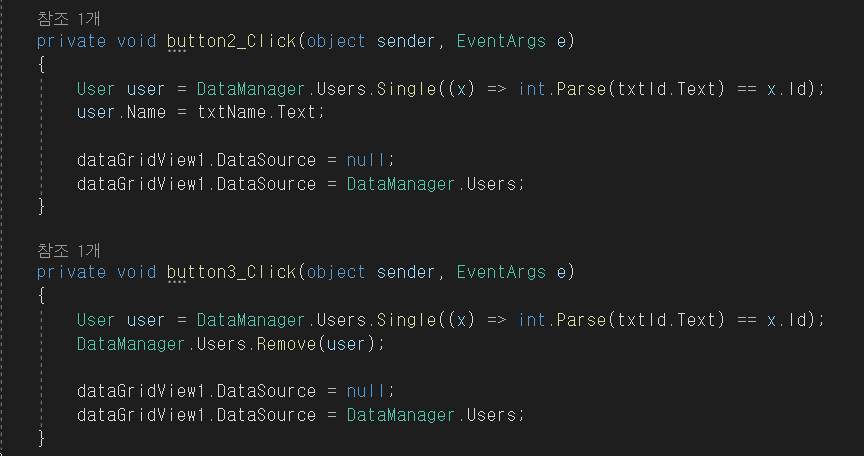 참조 1개
private void button2_Click(object sender, EventArgs e)
{
User user = DataManager.Users.Single((x) => int.Parse(txtId.Text) == x.Id);
user.Name = txtName.Text;
dataGridView1.DataSource = null;
dataGridView1.DataSource = DataManager.Users;
}
참조 1개
private void button3_Click(object sender, EventArgs e)
{
User user = DataManager.Users.Single((x) => int.Parse(txtId.Text) == x.Id);
DataManager.Users.Remove(user);
dataGridView1.DataSource = null;
dataGridView1.DataSource = DataManager.Users;
}